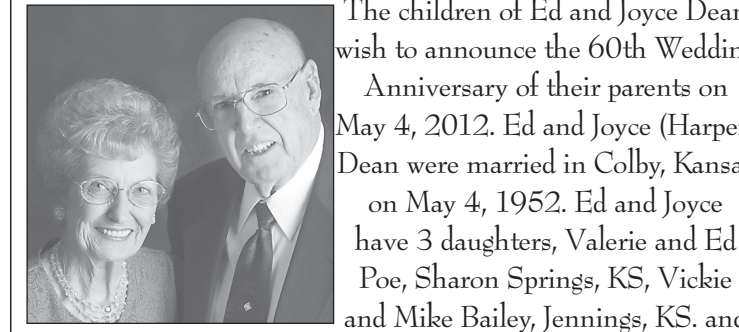 The children of Ed and Joyce Dean
wish to announce the 60th Weddin
Anniversary of their parents on
May 4, 2012. Ed and Joyce (Harper
Dean were married in Colby, Kansa
on May 4, 1952. Ed and Joyce
have 3 daughters, Valerie and Ed
Poe, Sharon Springs, KS, Vickie
and Mike Bailey, Jennings, KS. and